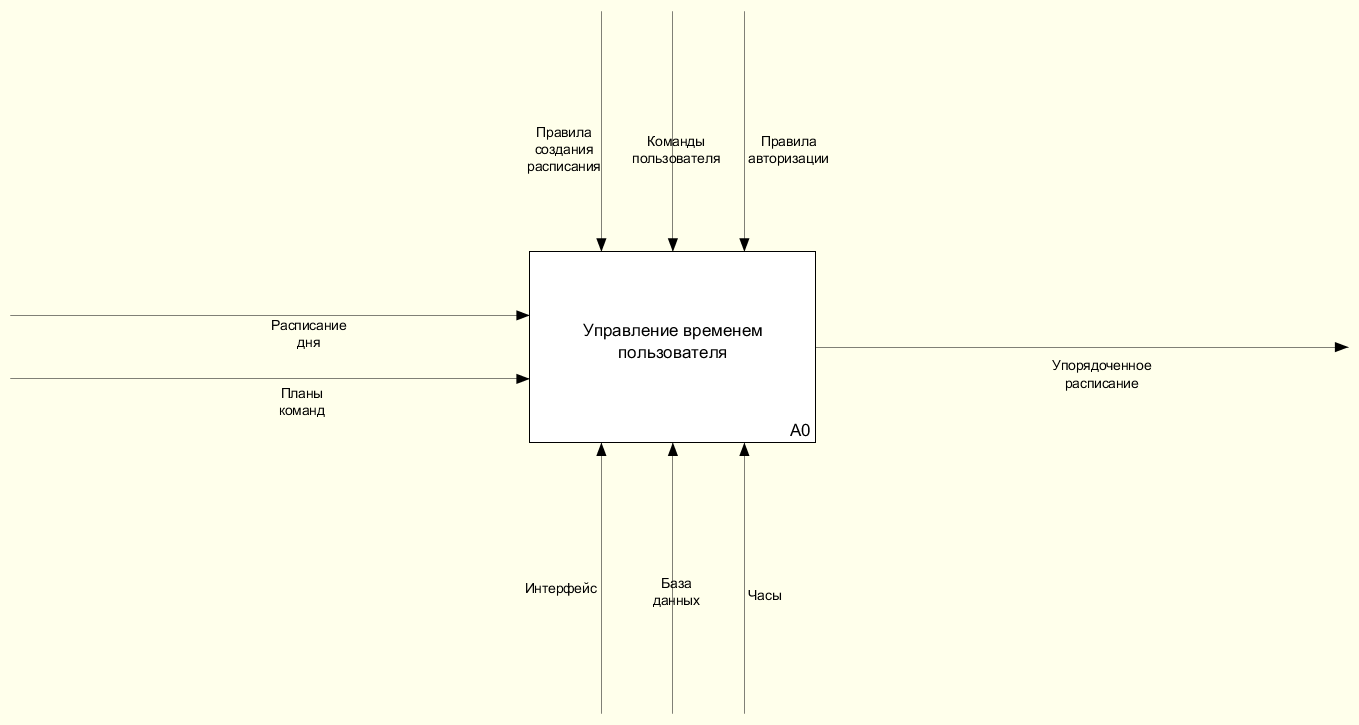 Правила
создания
расписания
Команды
пользователя
Правила
авторизации
Расписание
дня
Планы
команд
Управление временем
пользователя
A0
Упорядоченное
расписание
Интерфейс
База
данных
Часы